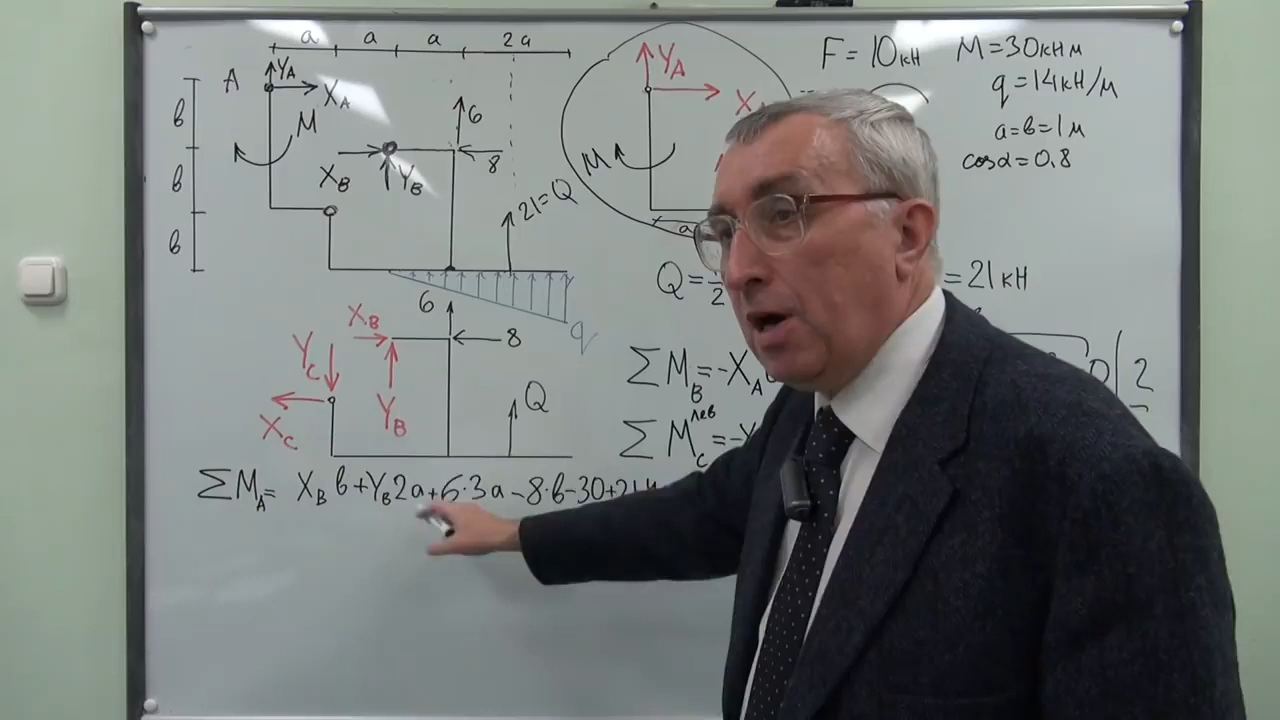 a a a 2a
A Y_A X_A
в
M
6
X_B Y_B 8
в
21=Q
в
q
6
X_B 8
Y_C
Q
X_C Y_B
ΣM_A= X_B в+Y_B 2a+6·3a-8·в-30+21·
Y_A
X_A
M
a
F=10кН M=30кНм
q=14кН/м
a=в=1м
cosα=0,8
Q= =21кН
2
ΣM_B=-X_A 0 | 2
ΣM_C^лев=-Y